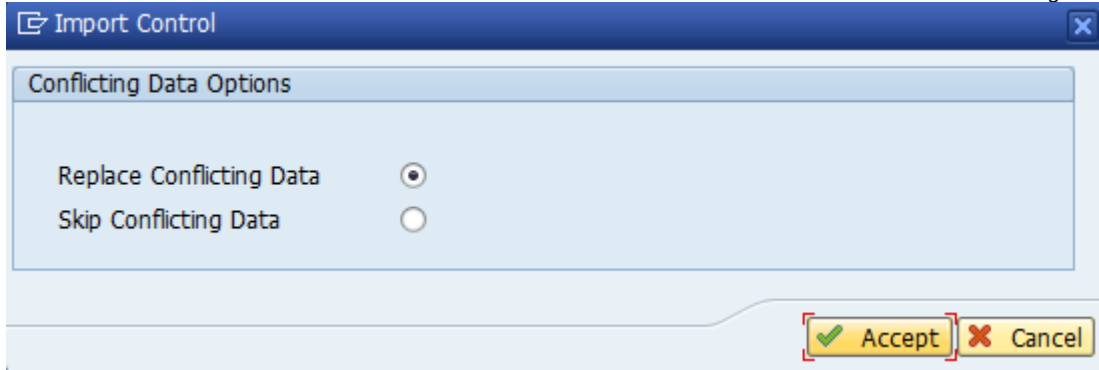 Import Control
Conflicting Data Options
Replace Conflicting Data
Skip Conflicting Data
Accept Cancel